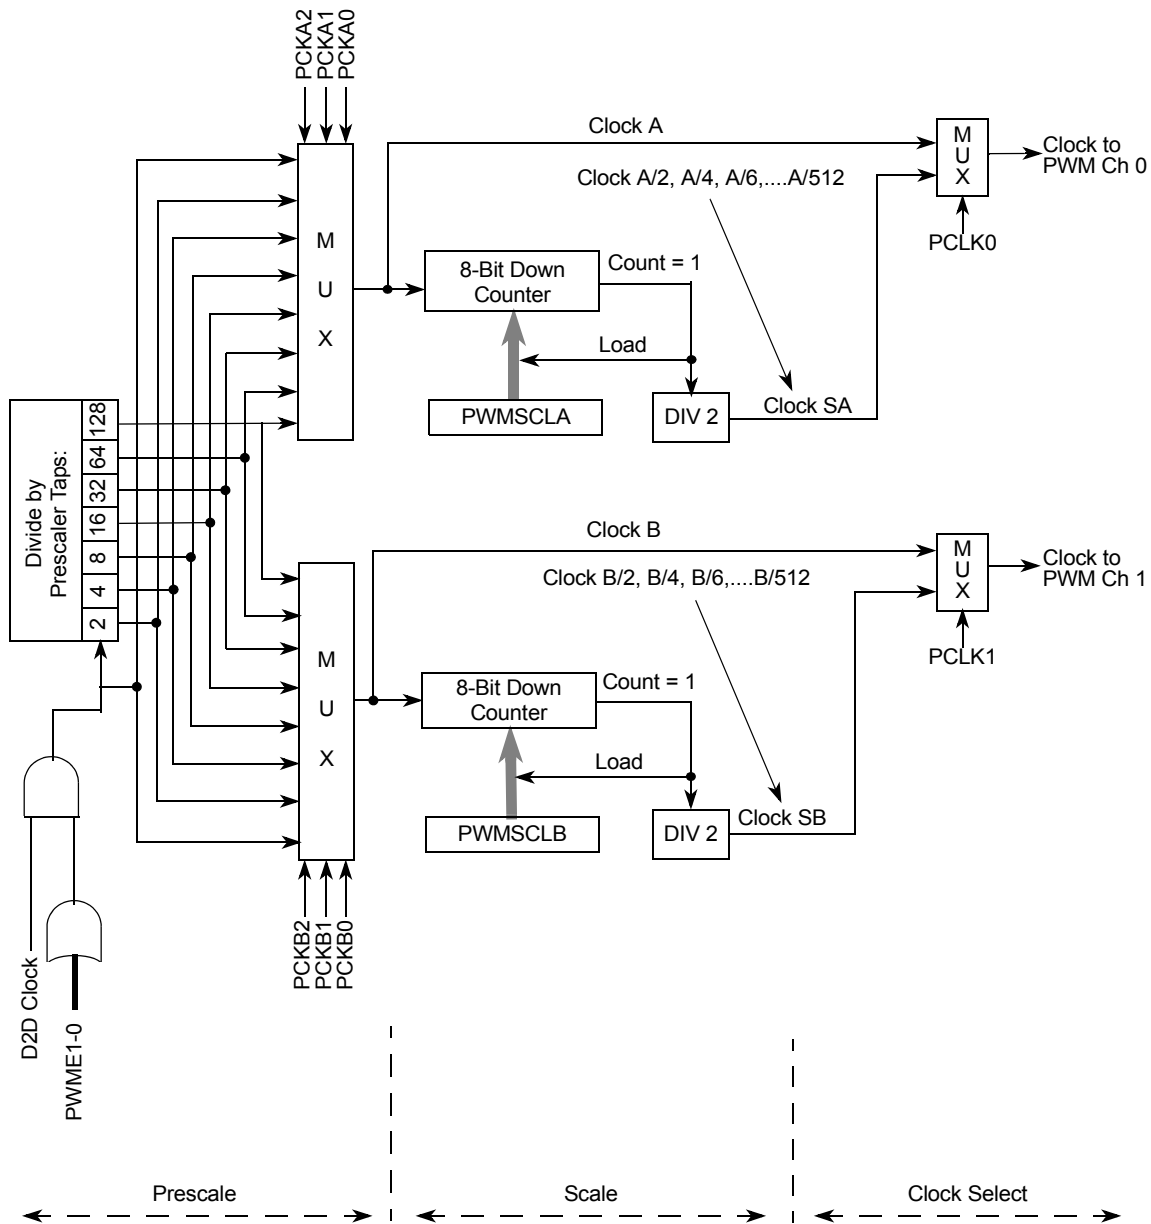 PCKA2
PCKA1
PCKA0
Clock A
M
U
X
Clock to
PWM Ch 0
Clock A/2, A/4, A/6,....A/512
PCLK0
M
U
X
8-Bit Down
Counter
Count = 1
Load
PWMSCLA
DIV 2
Clock SA
Divide by
Prescaler Taps:
128
64
32
16
8
4
2
Clock B
M
U
X
Clock to
PWM Ch 1
Clock B/2, B/4, B/6,....B/512
PCLK1
M
U
X
8-Bit Down
Counter
Count = 1
Load
PWMSCLB
DIV 2
Clock SB
PCKB2
PCKB1
PCKB0
D2D Clock
PWME1-0
Prescale
Scale
Clock Select